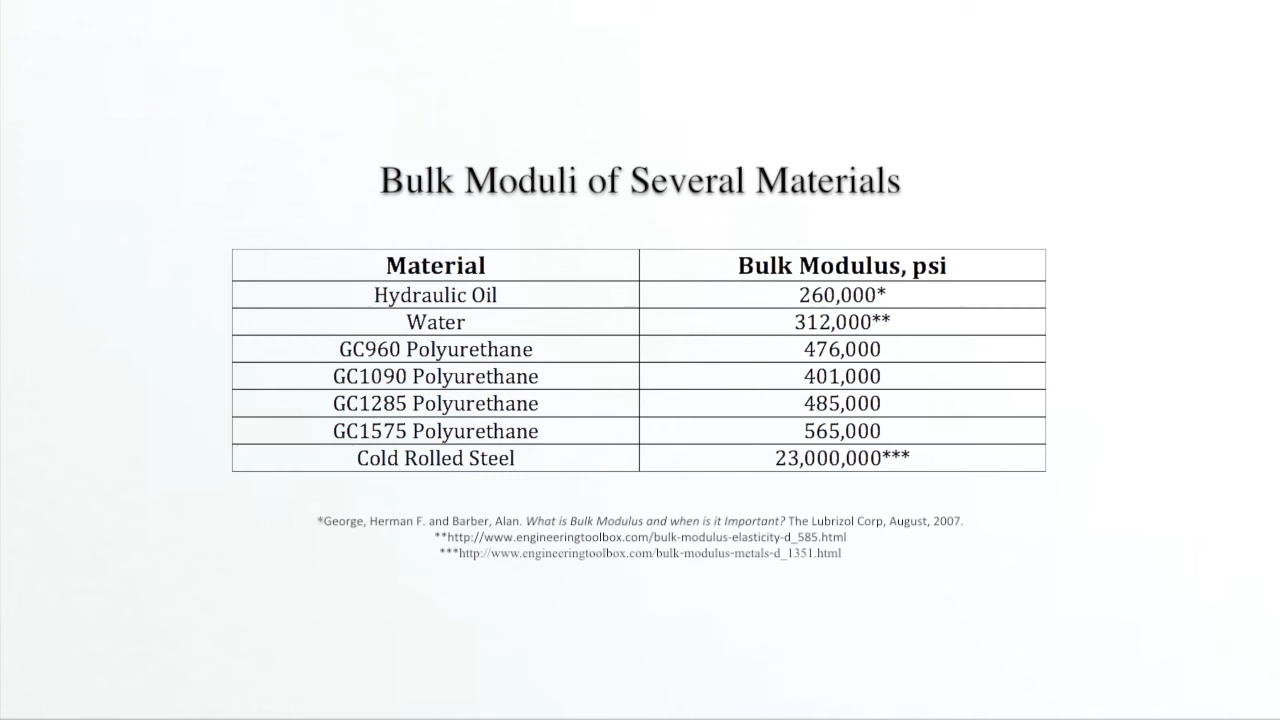 Bulk Moduli of Several Materials
Material Bulk Modulus, psi
Hydraulic Oil 260,000*
Water 312,000**
GC960 Polyurethane 476,000
GC1090 Polyurethane 401,000
GC1285 Polyurethane 485,000
GC1575 Polyurethane 565,000
Cold Rolled Steel 23,000,000***
*George, Herman F. and Barber, Alan. What is Bulk Modulus and when is it Important? The Lubrizol Corp, August, 2007.
**http://www.engineeringtoolbox.com/bulk-modulus-elasticity-d_585.html
***http://www.engineeringtoolbox.com/bulk-modulus-metals-d_1351.html